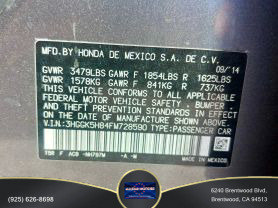 MFD. BY HONDA DE MEXICO S.A. DE C.V.
09/14
GVWR 3479LBS GAWR F 1854LBS R 1625LBS
GVWR 1578KG GAWR F 841KG R 737KG
THIS VEHICLE CONFORMS TO ALL APPLICABLE
FEDERAL MOTOR VEHICLE SAFETY, BUMPER
AND THEFT PREVENTION STANDARDS IN EFFECT
ON THE DATE OF MANUFACTURE SHOWN ABOVE.
V.I.N.: 3HGGK5H84FM728590 TYPE: PASSENGER CAR
T5R F ACB -NH797M -A -M
MADE IN MEXICO
(925) 626-8698
6240 Brentwood Blvd.
Brentwood, CA 94513